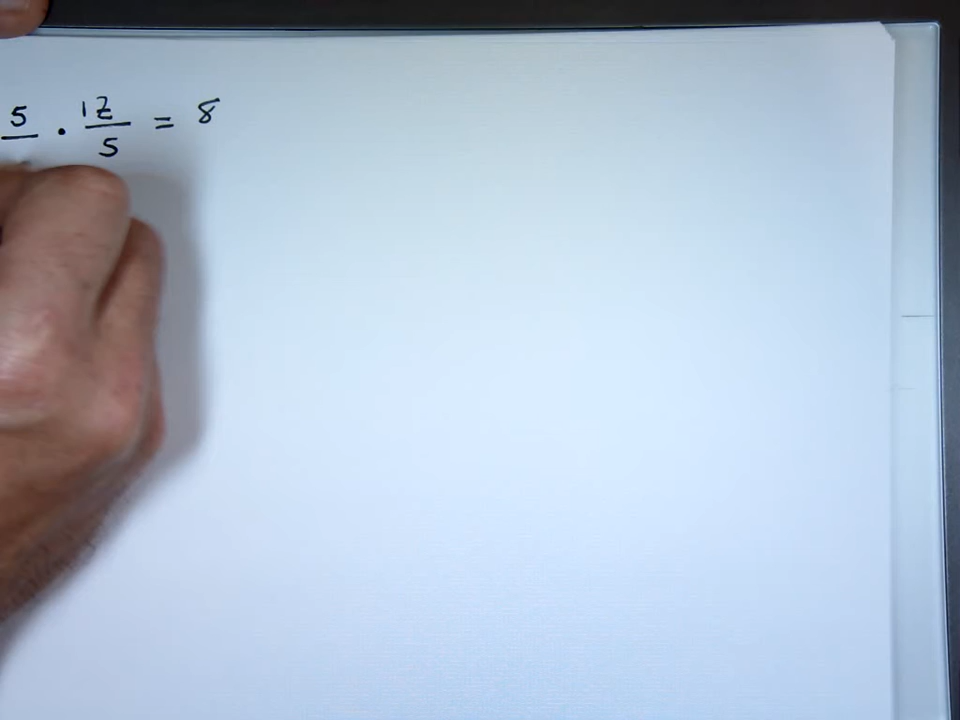 5/ · 12/5 = 8